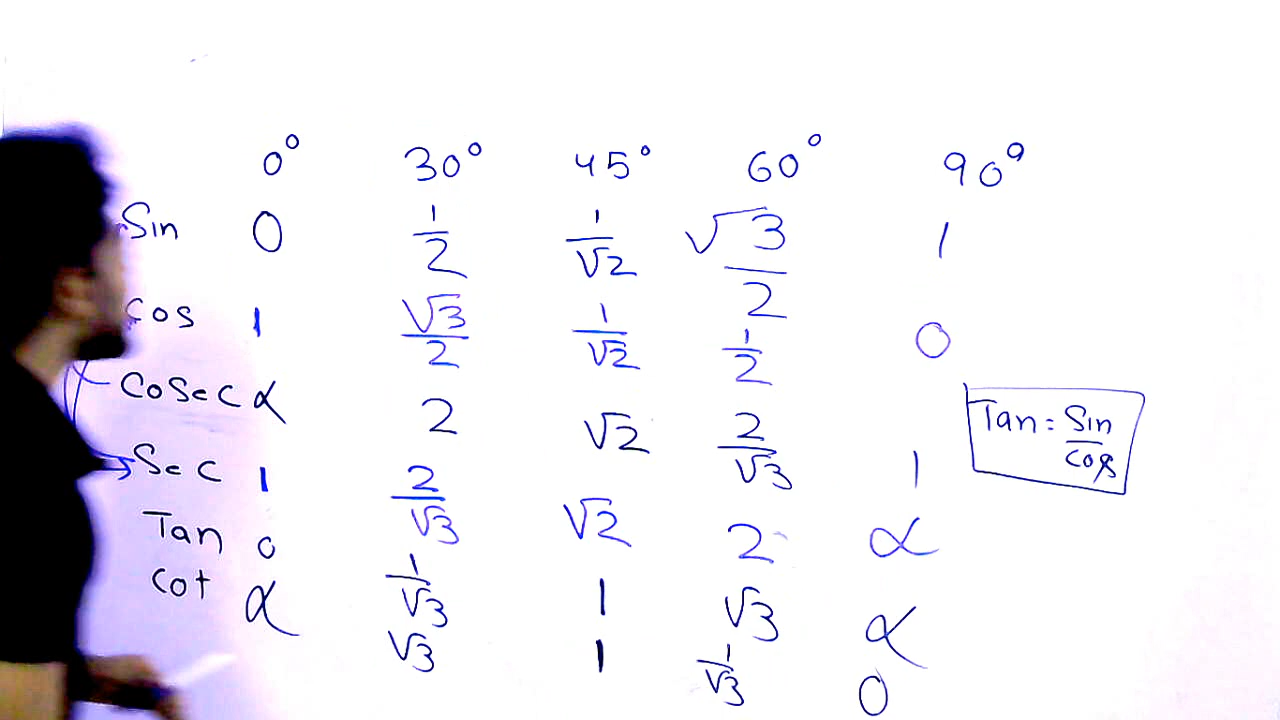 0° 30° 45° 60° 90°
Sin 0 1/2 1/√2 √3/2 1
cos 1 √3/2 1/√2 1/2 0
CoSec α 2 √2 2/√3 1
Sec 1 2/√3 √2 2 α
Tan 0 1/√3 1 √3 α
cot α √3 1 1/√3 0
Tan = Sin/cos